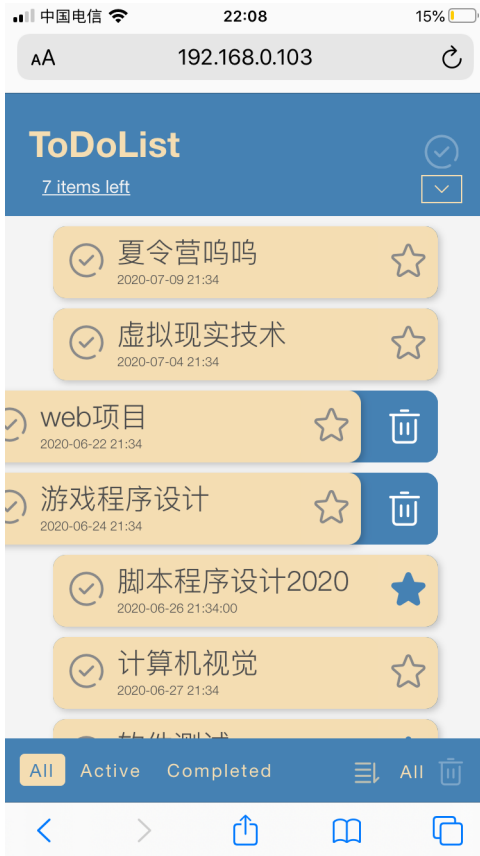 中国电信 22:08 15%
AA 192.168.0.103
ToDoList
7 items left
夏令营呜呜
2020-07-09 21:34
虚拟现实技术
2020-07-04 21:34
web项目
2020-06-22 21:34
游戏程序设计
2020-06-24 21:34
脚本程序设计2020
2020-06-26 21:34:00
计算机视觉
2020-06-27 21:34
软件测试
All Active Completed All